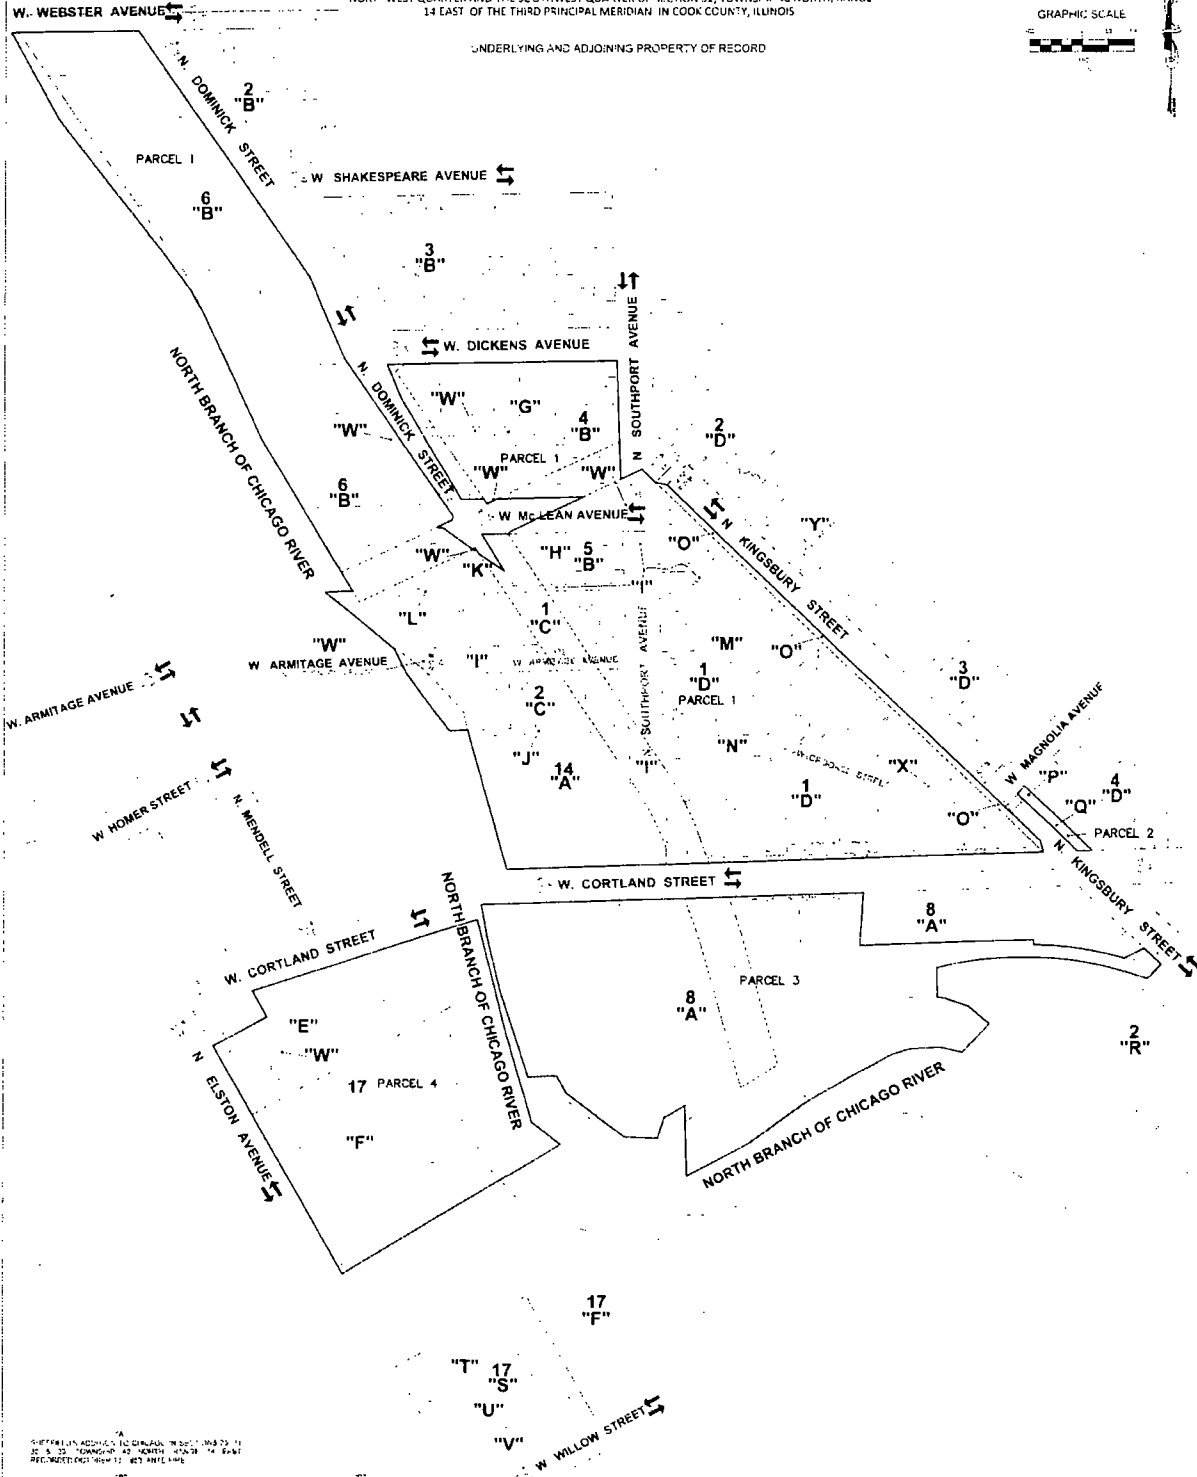 14 EAST OF THE THIRD PRINCIPAL MERIDIAN IN COOK COUNTY, ILLINOIS
UNDERLYING AND ADJOINING PROPERTY OF RECORD
GRAPHIC SCALE
W. WEBSTER AVENUE
N. DOMINICK STREET
2
"B"
PARCEL 1
W SHAKESPEARE AVENUE
6
"B"
3
"B"
N SOUTHPORT AVENUE
W. DICKENS AVENUE
NORTH BRANCH OF CHICAGO RIVER
N. DOMINICK STREET
"W"
"G"
4
"B"
"W"
2
"D"
PARCEL 1
"W"
"W"
6
"B"
W McLEAN AVENUE
N KINGSBURY STREET
"Y"
"O"
"W"
"K"
"H"
5
"B"
"I"
"L"
1
"C"
N SOUTHPORT AVENUE
"M"
"O"
"W"
W ARMITAGE AVENUE
"I"
W ARMITAGE AVENUE
1
"D"
3
"D"
PARCEL 1
W. ARMITAGE AVENUE
2
"C"
"J"
14
"A"
"I"
"N"
"X"
1
"D"
W MAGNOLIA AVENUE
"P"
4
"D"
"Q"
"O"
PARCEL 2
W HOMER STREET
N. MENDELL STREET
N KINGSBURY STREET
W. CORTLAND STREET
NORTH BRANCH OF CHICAGO RIVER
8
"A"
W. CORTLAND STREET
PARCEL 3
8
"A"
"E"
"W"
2
"R"
17 PARCEL 4
N ELSTON AVENUE
"F"
NORTH BRANCH OF CHICAGO RIVER
17
"F"
"T"
17
"S"
"U"
"V"
W WILLOW STREET